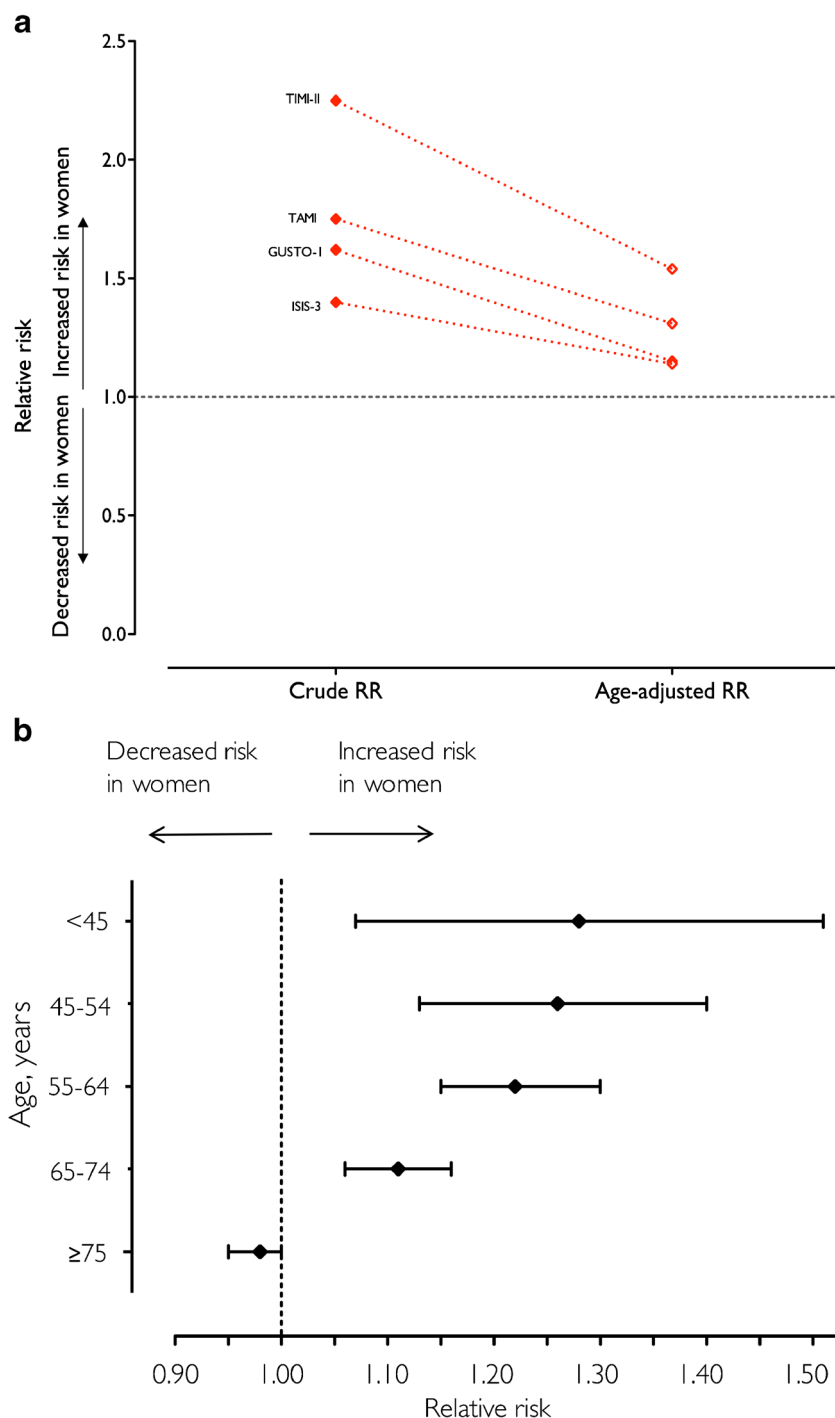 a
2.5
2.0
1.5
1.0
0.5
0.0
Relative risk
Decreased risk in women Increased risk in women
TIMI-II
TAMI
GUSTO-1
ISIS-3
Crude RR
Age-adjusted RR
b
Decreased risk
in women
Increased risk
in women
Age, years
<45
45-54
55-64
65-74
≥75
0.90 1.00 1.10 1.20 1.30 1.40 1.50
Relative risk